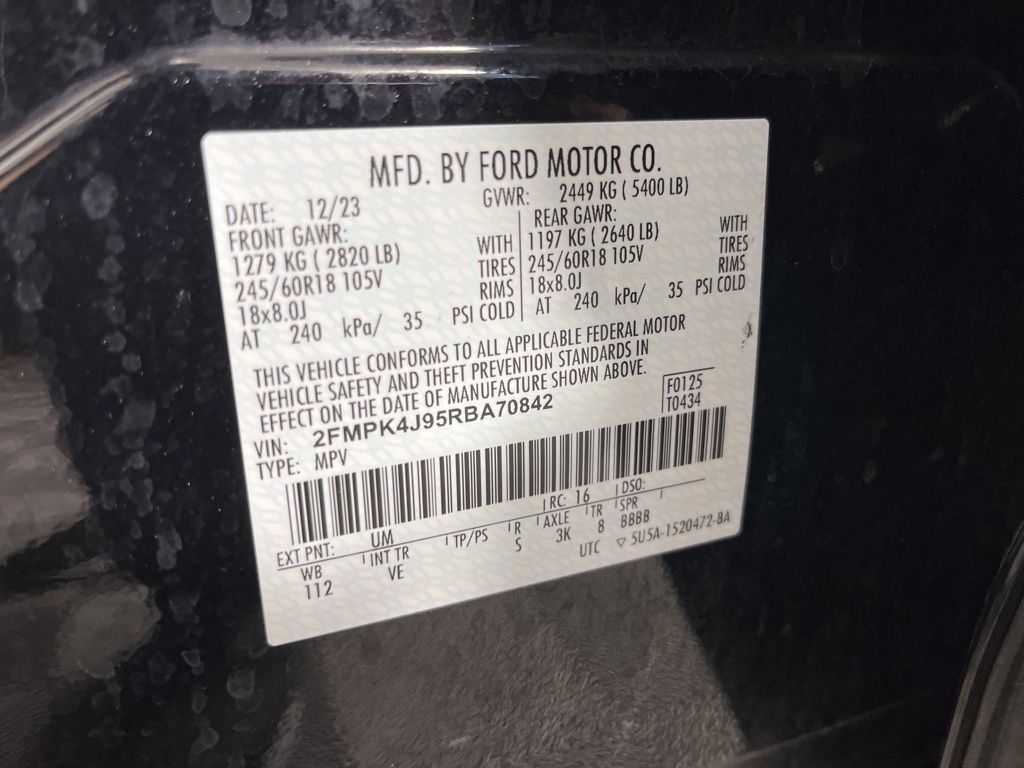 MFD. BY FORD MOTOR CO.
DATE: 12/23 GVWR: 2449 KG ( 5400 LB)
FRONT GAWR: REAR GAWR:
1279 KG ( 2820 LB) WITH 1197 KG ( 2640 LB) WITH
245/60R18 105V TIRES 245/60R18 105V TIRES
18x8.0J RIMS 18x8.0J RIMS
AT 240 kPa/ 35 PSI COLD AT 240 kPa/ 35 PSI COLD
THIS VEHICLE CONFORMS TO ALL APPLICABLE FEDERAL MOTOR
VEHICLE SAFETY AND THEFT PREVENTION STANDARDS IN
EFFECT ON THE DATE OF MANUFACTURE SHOWN ABOVE.
VIN: 2FMPK4J95RBA70842 F0125
TYPE: MPV T0434
EXT PNT: UM RC: 16 DSO:
WB INT TR TP/PS R AXLE TR SPR
112 VE S 3K 8 BBBB
UTC ▽ 5U5A-1520472-BA